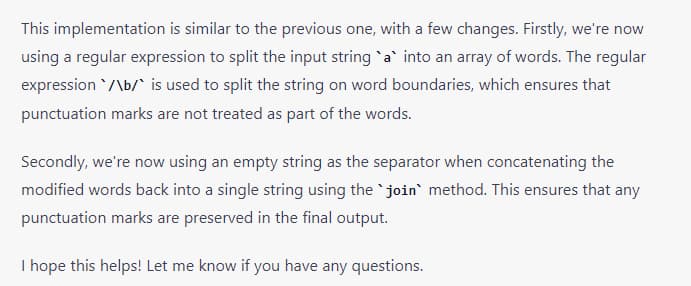 This implementation is similar to the previous one, with a few changes. Firstly, we're now
using a regular expression to split the input string `a` into an array of words. The regular
expression `/\b/` is used to split the string on word boundaries, which ensures that
punctuation marks are not treated as part of the words.
Secondly, we're now using an empty string as the separator when concatenating the
modified words back into a single string using the `join` method. This ensures that any
punctuation marks are preserved in the final output.
I hope this helps! Let me know if you have any questions.